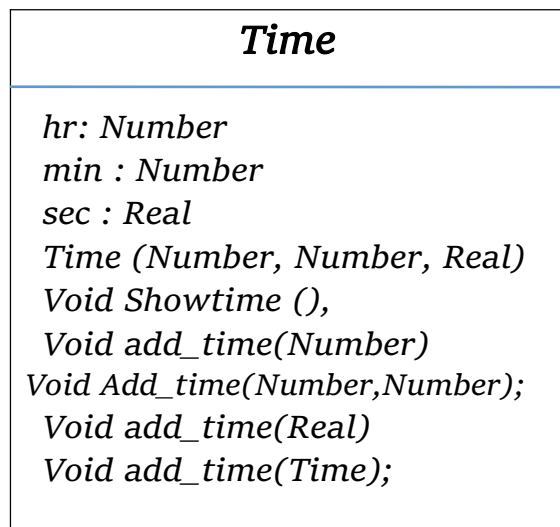 Time
hr: Number
min : Number
sec : Real
Time (Number, Number, Real)
Void Showtime (),
Void add_time(Number)
Void Add_time(Number,Number);
Void add_time(Real)
Void add_time(Time);